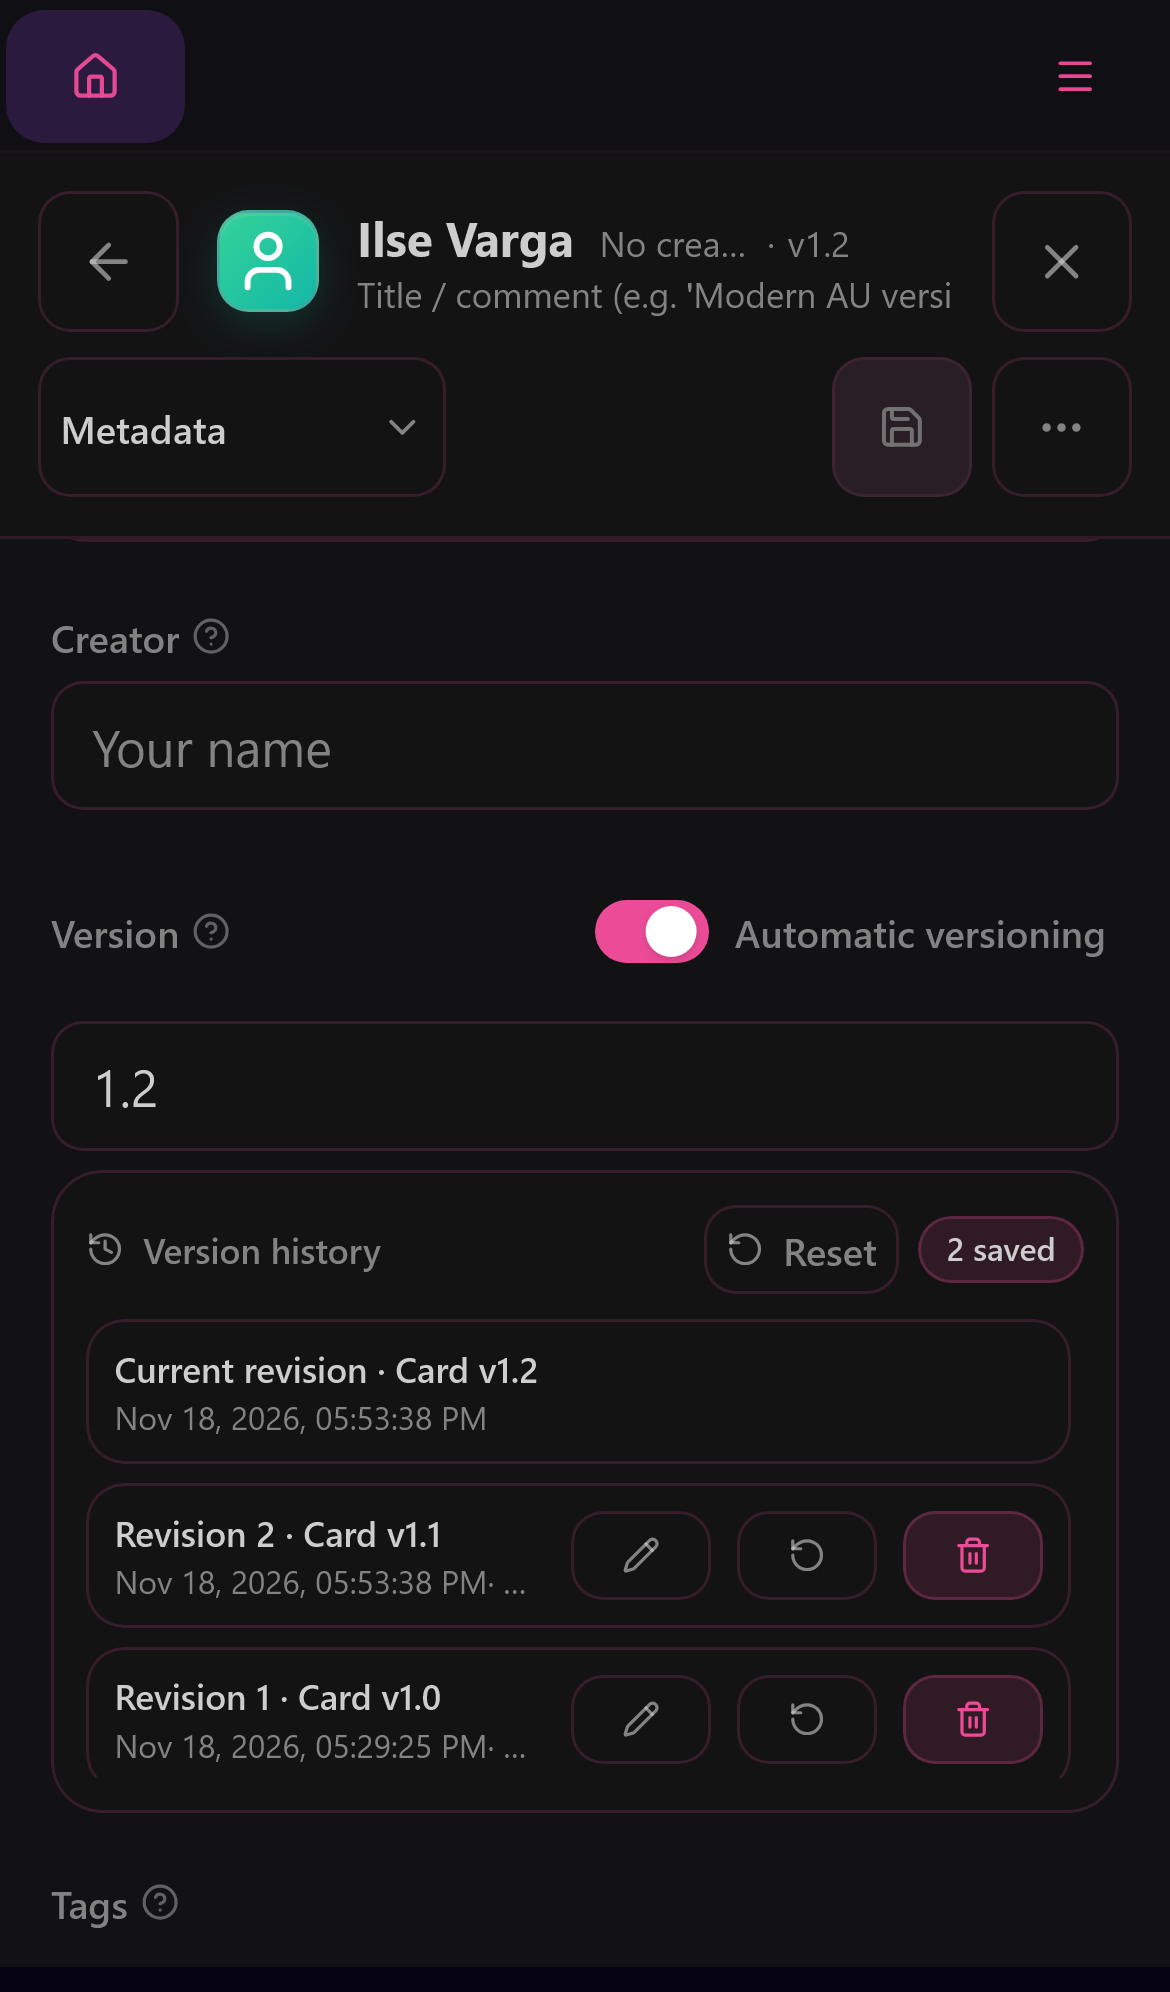 Ilse Varga No crea... · v1.2
Title / comment (e.g. 'Modern AU versi
Metadata
Creator
Your name
Version Automatic versioning
1.2
Version history Reset 2 saved
Current revision · Card v1.2
Nov 18, 2026, 05:53:38 PM
Revision 2 · Card v1.1
Nov 18, 2026, 05:53:38 PM· ...
Revision 1 · Card v1.0
Nov 18, 2026, 05:29:25 PM· ...
Tags